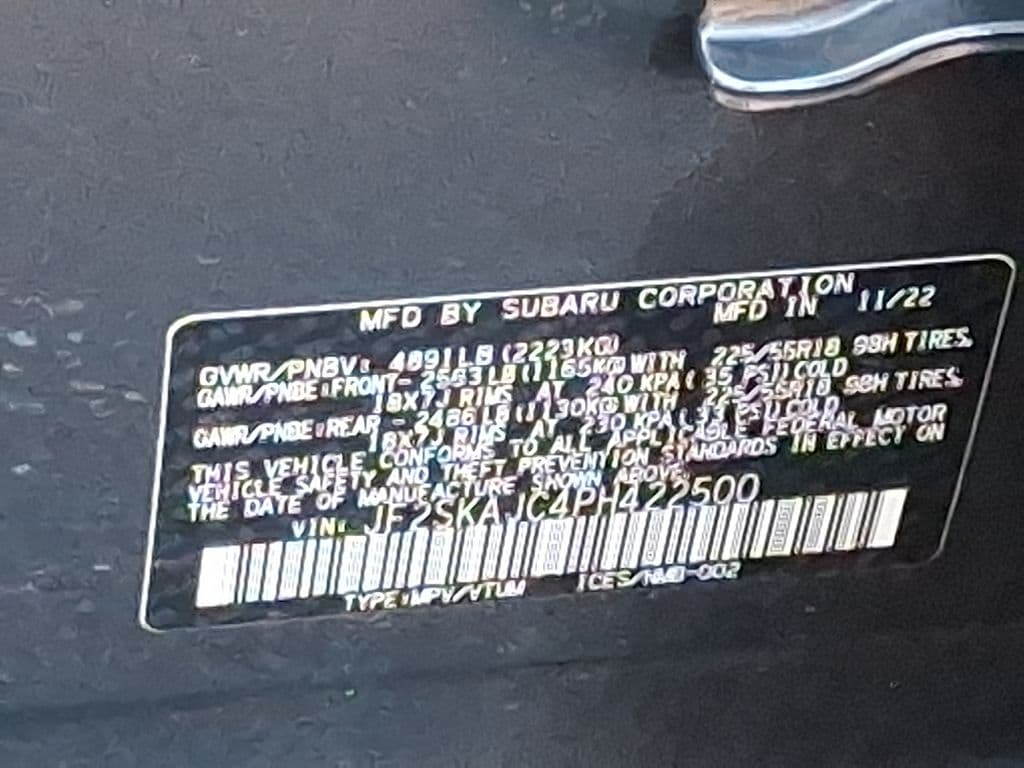 MFD BY SUBARU CORPORATION
MFD IN 11/22
GVWR/PNBV: 4891LB (2223KG)
GAWR/PNBE:FRONT- 2563LB (1165KG) WITH 225/55R18 98H TIRES,
18X7J RIMS AT 240 KPA ( 35 PSI) COLD
GAWR/PNBE:REAR - 2486LB (1130KG) WITH 225/55R18 98H TIRES,
18X7J RIMS AT 230 KPA ( 33 PSI) COLD
THIS VEHICLE CONFORMS TO ALL APPLICABLE FEDERAL MOTOR
VEHICLE SAFETY AND THEFT PREVENTION STANDARDS IN EFFECT ON
THE DATE OF MANUFACTURE SHOWN ABOVE.
VIN: JF2SKAJC4PH422500
TYPE:MPV/VTUM ICES/NMB-002